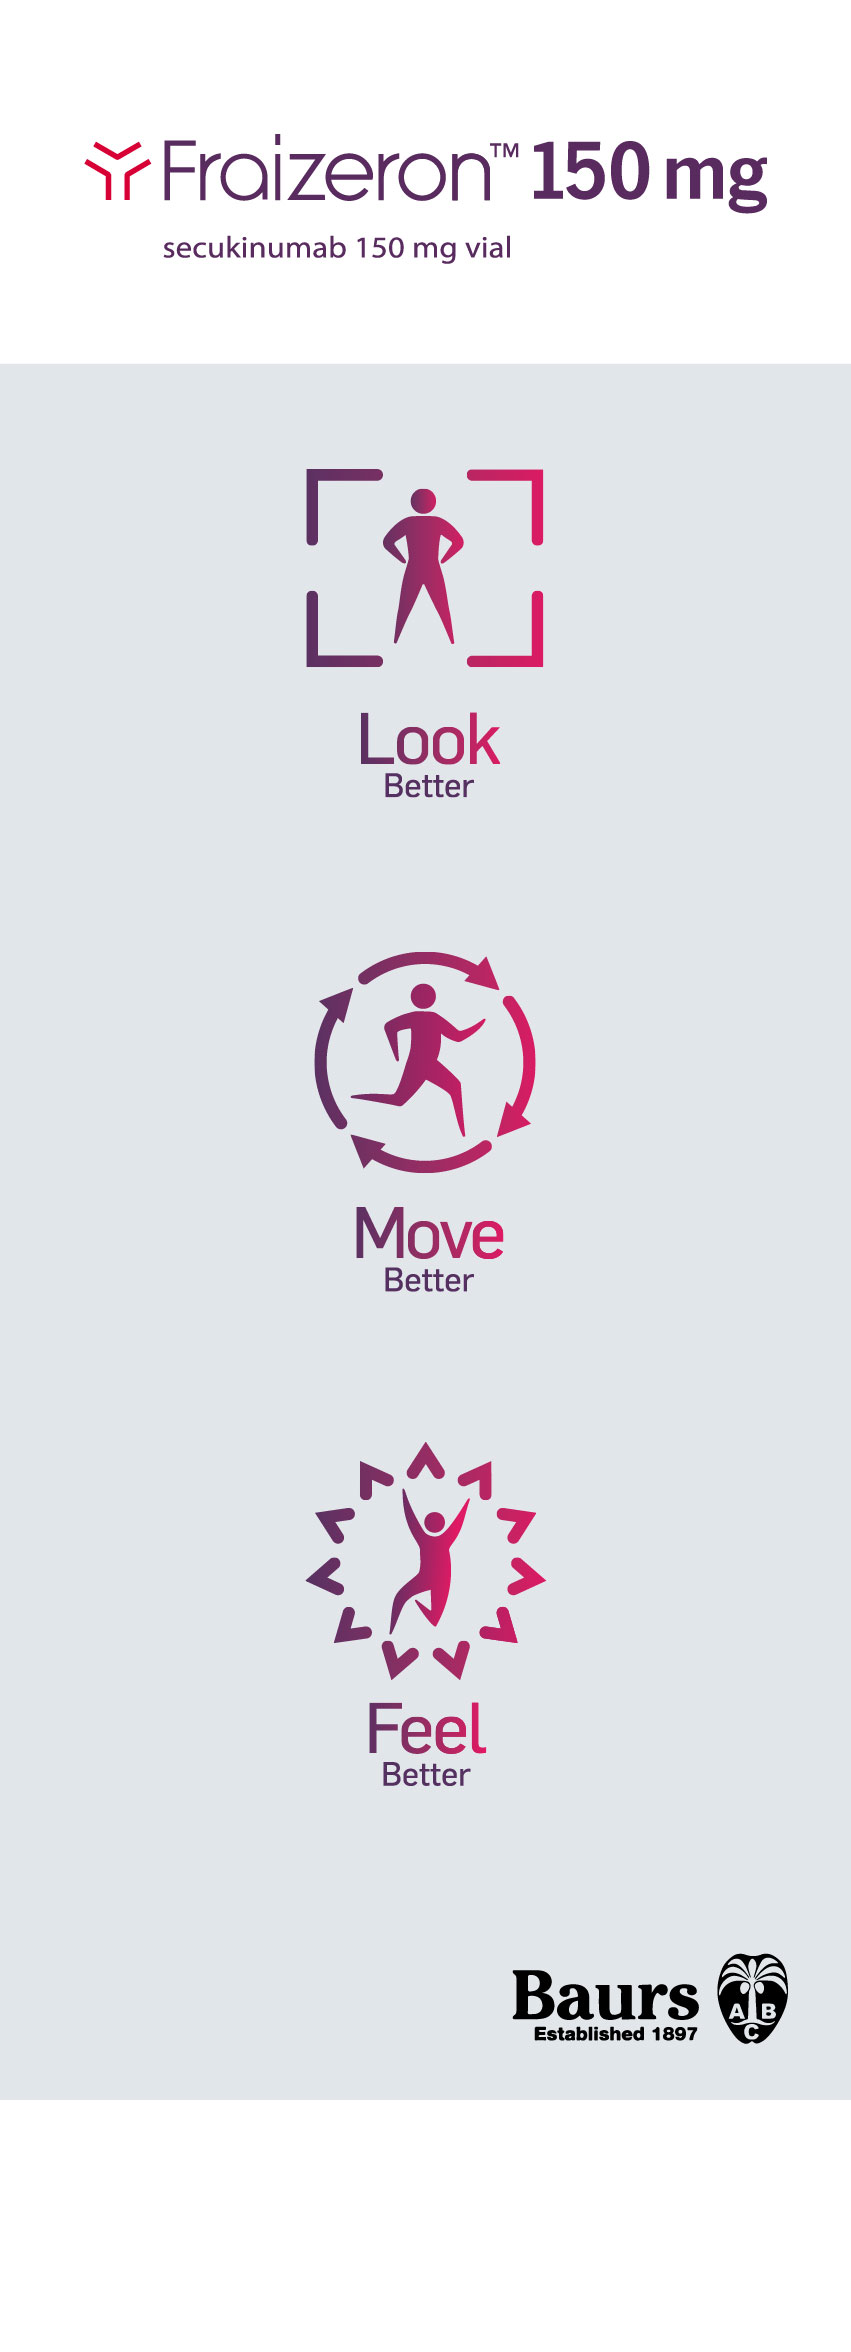 Fraizeron™ 150 mg
secukinumab 150 mg vial
Look
Better
Move
Better
Feel
Better
Baurs
Established 1897
A B
C